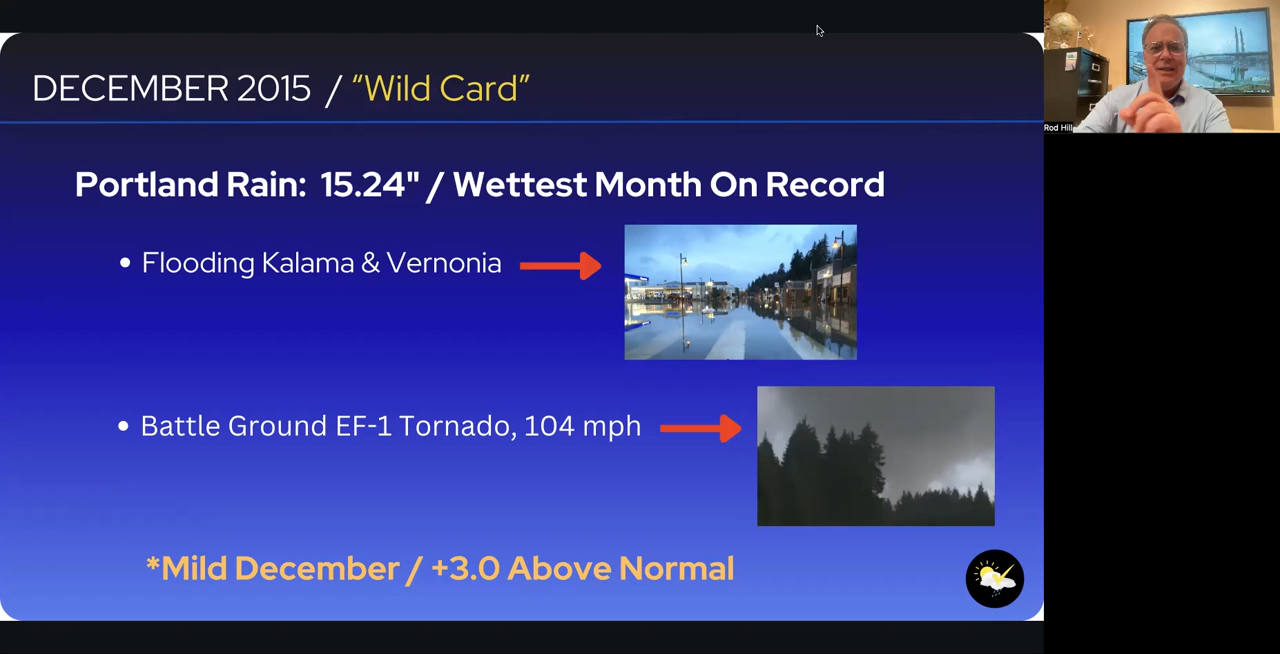 DECEMBER 2015 / “Wild Card”
Rod Hill
Portland Rain: 15.24" / Wettest Month On Record
• Flooding Kalama & Vernonia
• Battle Ground EF-1 Tornado, 104 mph
*Mild December / +3.0 Above Normal